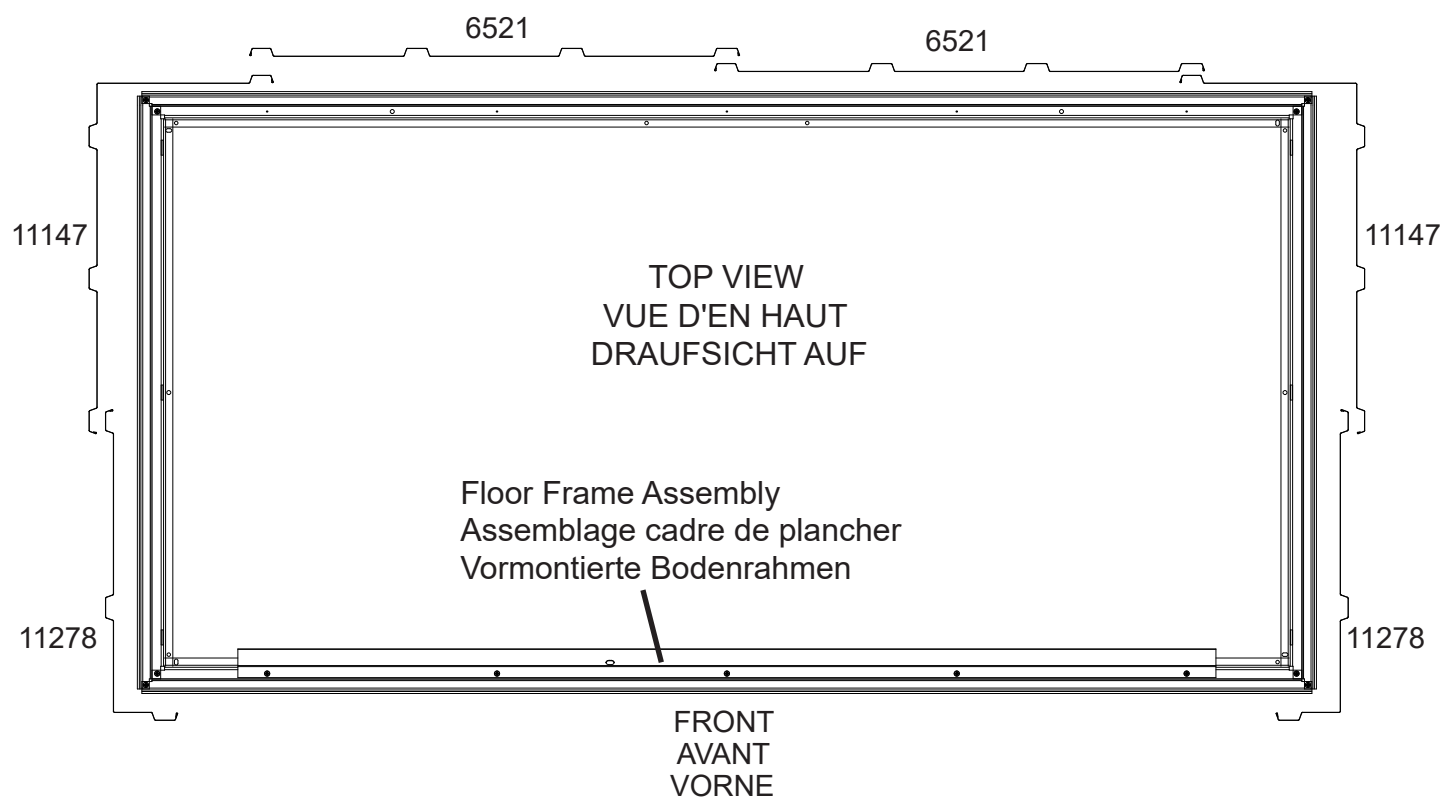 6521
6521
11147
11147
TOP VIEW
VUE D'EN HAUT
DRAUFSICHT AUF
Floor Frame Assembly
Assemblage cadre de plancher
Vormontierte Bodenrahmen
11278
11278
FRONT
AVANT
VORNE